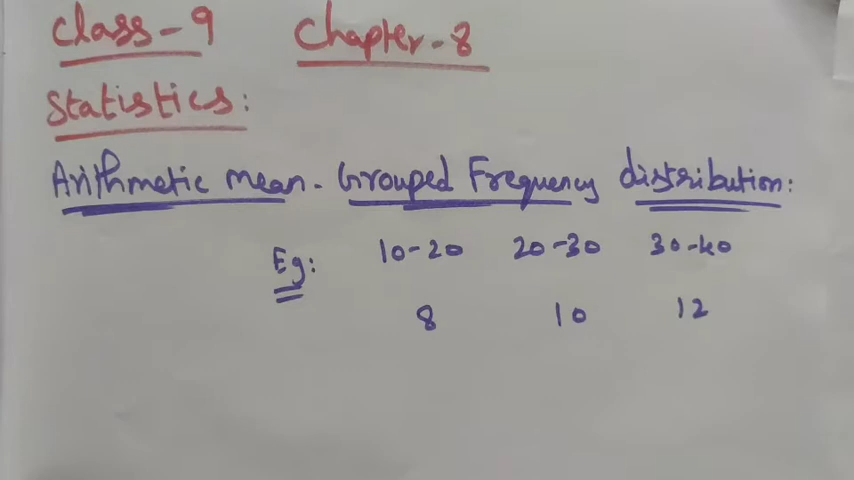 Class-9 Chapter-8
Statistics:
Arithmetic mean. Grouped Frequency distribution:
Eg: 10-20 20-30 30-40
8 10 12